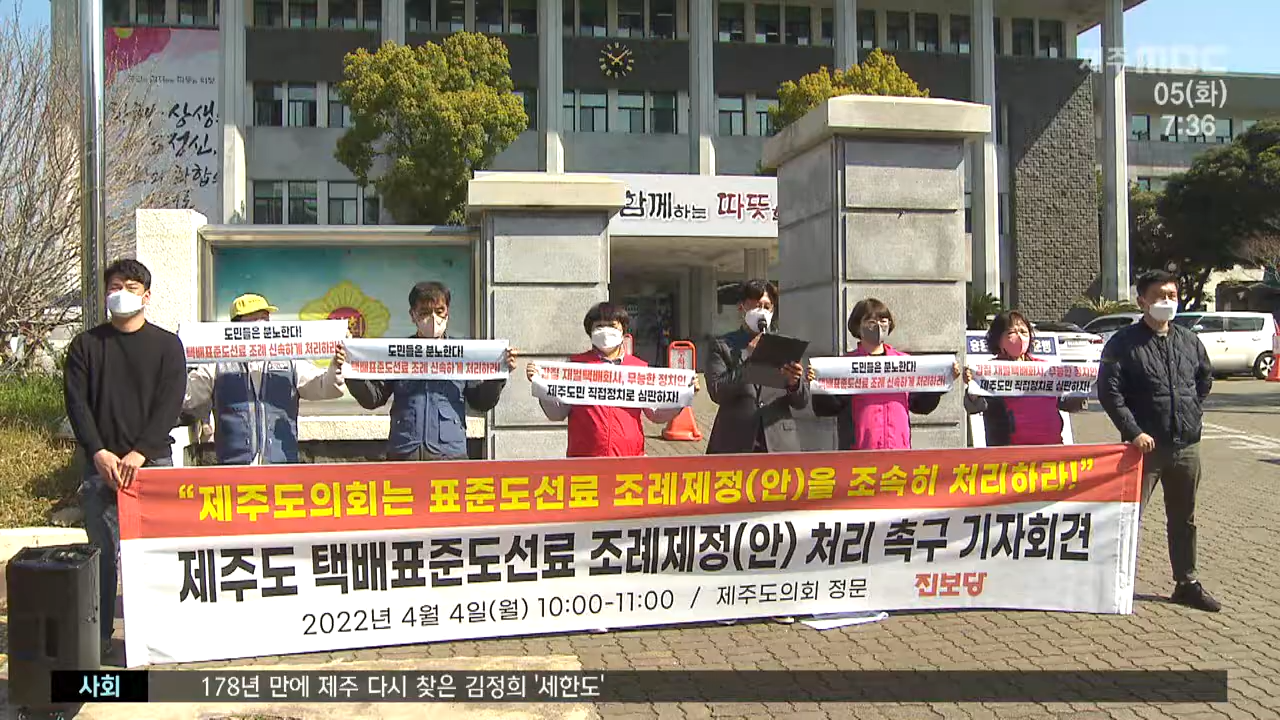 제주MBC
05(화)
7:36
상생
정신,
화합
함께하는 따뜻
도민들은 분노한다!
택배표준도선료 조례 신속하게 처리하라!
도민들은 분노한다!
택배표준도선료 조례 신속하게 처리하라!
갑질 재벌택배회사, 무능한 정치인
제주도민 직접정치로 심판하자!
도민들은 분노한다!
택배표준도선료 조례 신속하게 처리하라!
갑질 재벌택배회사, 무능한 정치인
제주도민 직접정치로 심판하자!
“제주도의회는 표준도선료 조례제정(안)을 조속히 처리하라!”
제주도 택배표준도선료 조례제정(안) 처리 촉구 기자회견
2022년 4월 4일(월) 10:00-11:00 / 제주도의회 정문 진보당
사회 178년 만에 제주 다시 찾은 김정희 '세한도'